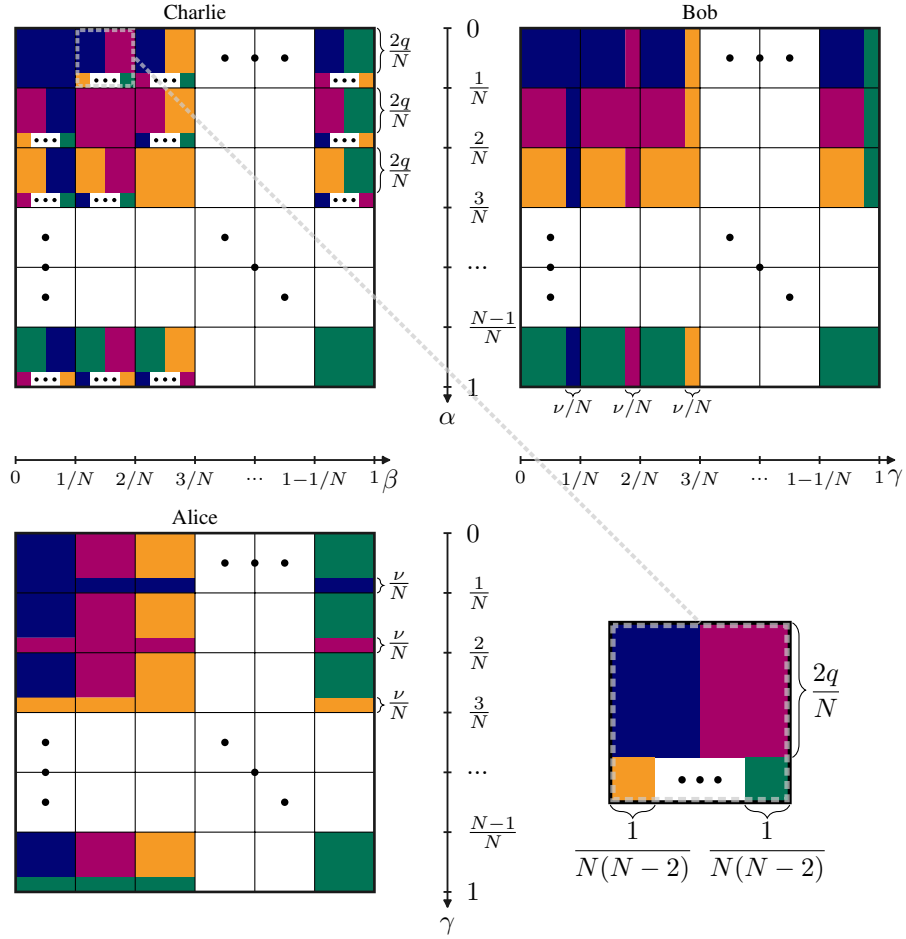 Charlie
Bob
2q/N
2q/N
2q/N
0
1/N
2/N
3/N
...
N−1/N
1
α
ν/N
ν/N
ν/N
0
1/N
2/N
3/N
...
1−1/N
1
β
0
1/N
2/N
3/N
...
1−1/N
1
γ
Alice
ν/N
ν/N
ν/N
0
1/N
2/N
3/N
...
N−1/N
1
γ
2q/N
1/N(N − 2)
1/N(N − 2)